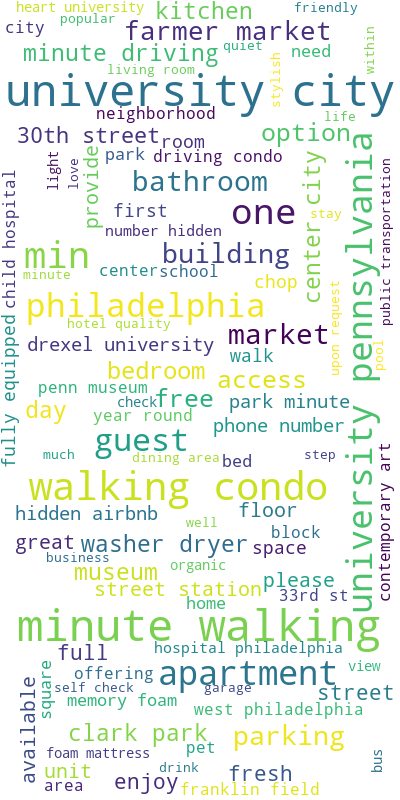 heart university
friendly
popular
kitchen
city
farmer market
minute driving
quiet
need
within
living room
stylish
university city
neighborhood
life
30th street
room
option
provide
light
love
park
driving condo
center city
university pennsylvania
public transportation
child hospital
bathroom
one
first
stay
number hidden
min
building
center
school
minute
chop
philadelphia
upon request
hotel quality
market
drexel university
walk
pool
fully equipped
bedroom
access
penn museum
free
day
check
park minute
year round
phone number
guest
much
dining area
bed
step
contemporary art
walking condo
hidden airbnb
floor
well
block
great
washer dryer
space
business
organic
museum
please
street station
33rd st
home
minute walking
full
hospital philadelphia
apartment
view
offering
self check
garage
street
square
available
memory foam
west philadelphia
clark park
parking
pet
foam mattress
bus
unit
drink
fresh
area
enjoy
franklin field